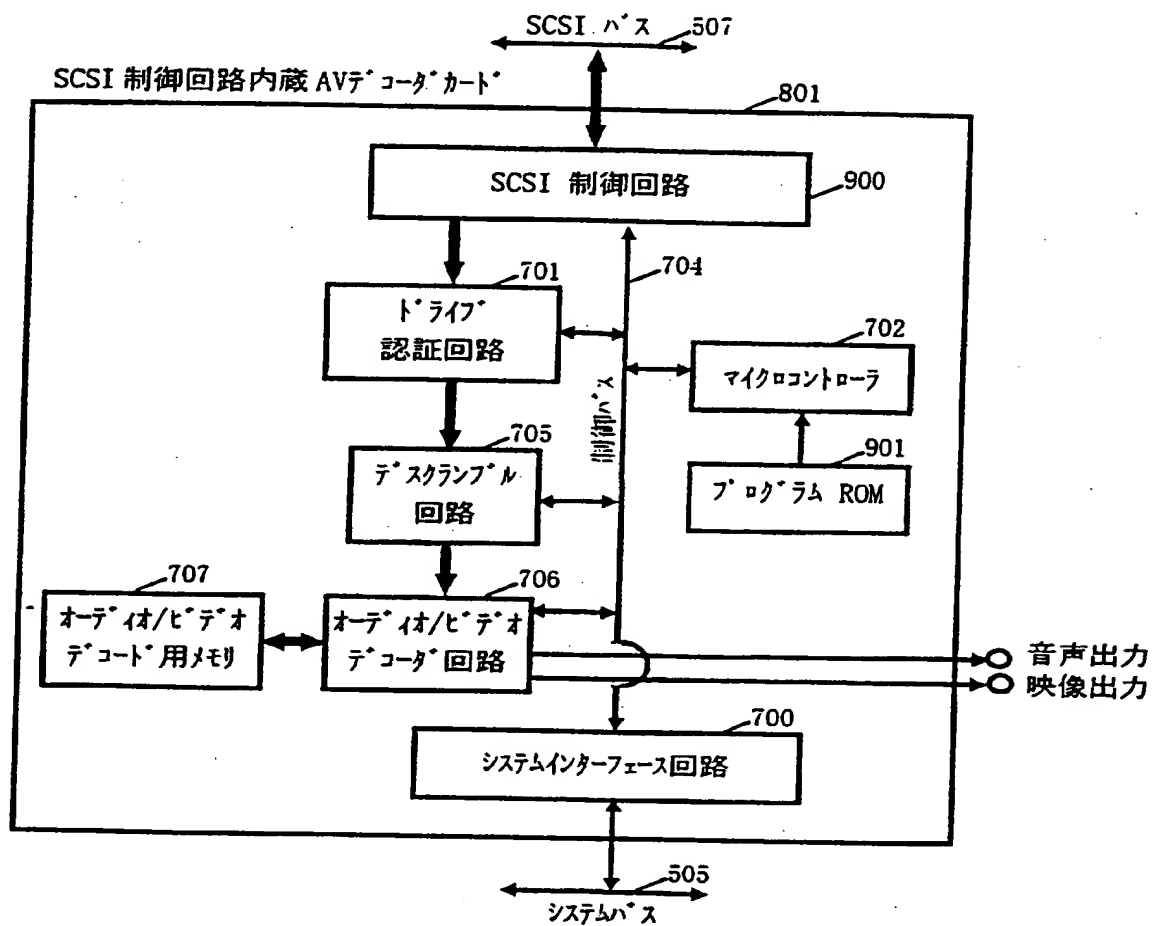 SCSI バス
507
SCSI 制御回路内蔵 AVデコーダカード
801
SCSI 制御回路
900
701
704
ドライブ
認証回路
702
マイクロコントローラ
制御バス
705
デスクランブル
回路
901
プログラム ROM
707
オーディオ/ビデオ
デコード用メモリ
706
オーディオ/ビデオ
デコーダ回路
音声出力
映像出力
700
システムインターフェース回路
505
システムバス